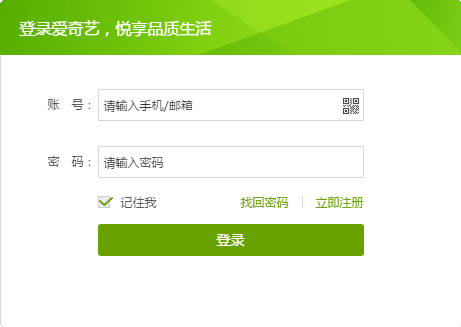 登录爱奇艺，悦享品质生活
账 号： 请输入手机/邮箱
密 码： 请输入密码
记住我 找回密码 立即注册
登录